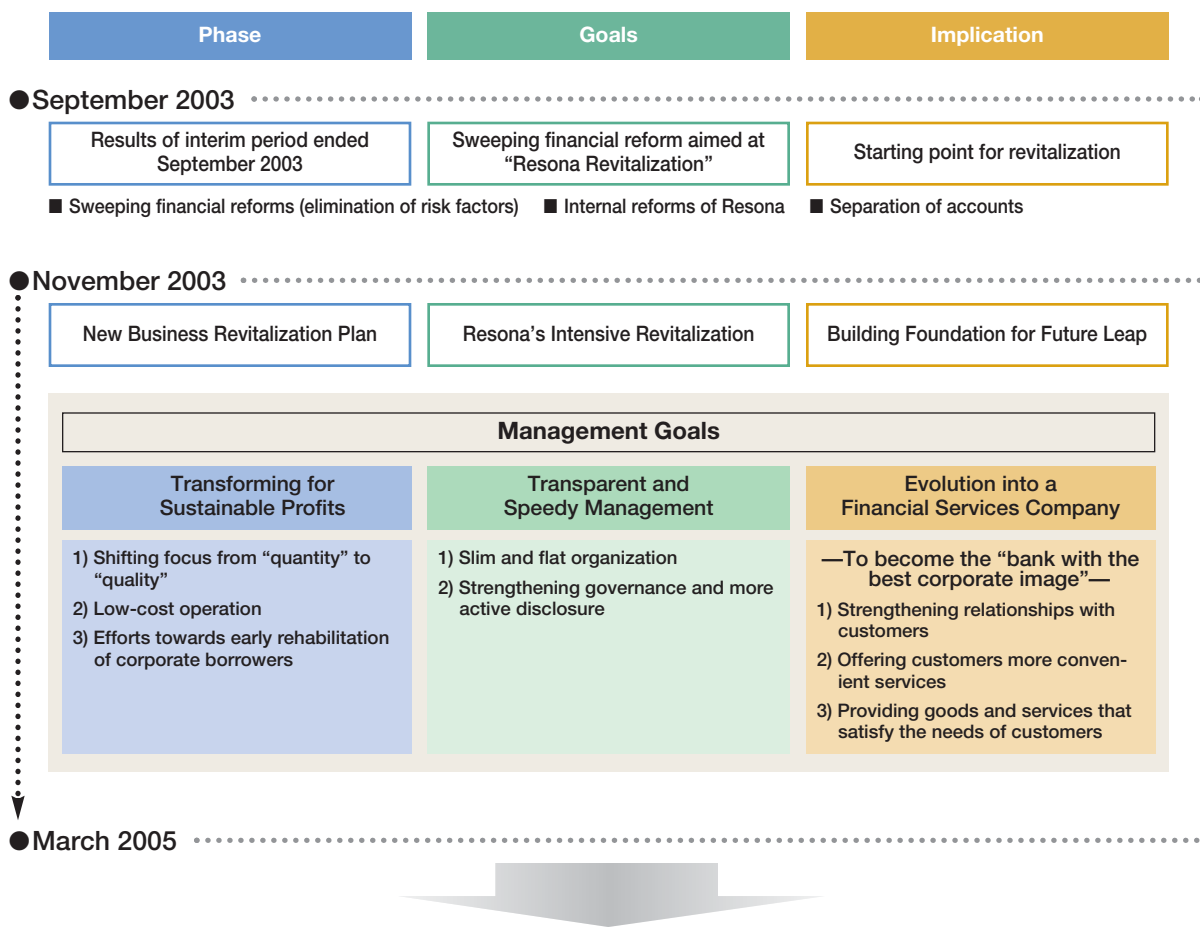 Phase
Goals
Implication
●September 2003
Results of interim period ended
September 2003
Sweeping financial reform aimed at
“Resona Revitalization”
Starting point for revitalization
■ Sweeping financial reforms (elimination of risk factors)
■ Internal reforms of Resona
■ Separation of accounts
●November 2003
New Business Revitalization Plan
Resona’s Intensive Revitalization
Building Foundation for Future Leap
Management Goals
Transforming for
Sustainable Profits
1) Shifting focus from “quantity” to
“quality”
2) Low-cost operation
3) Efforts towards early rehabilitation
of corporate borrowers
Transparent and
Speedy Management
1) Slim and flat organization
2) Strengthening governance and more
active disclosure
Evolution into a
Financial Services Company
—To become the “bank with the
best corporate image”—
1) Strengthening relationships with
customers
2) Offering customers more conven-
ient services
3) Providing goods and services that
satisfy the needs of customers
●March 2005